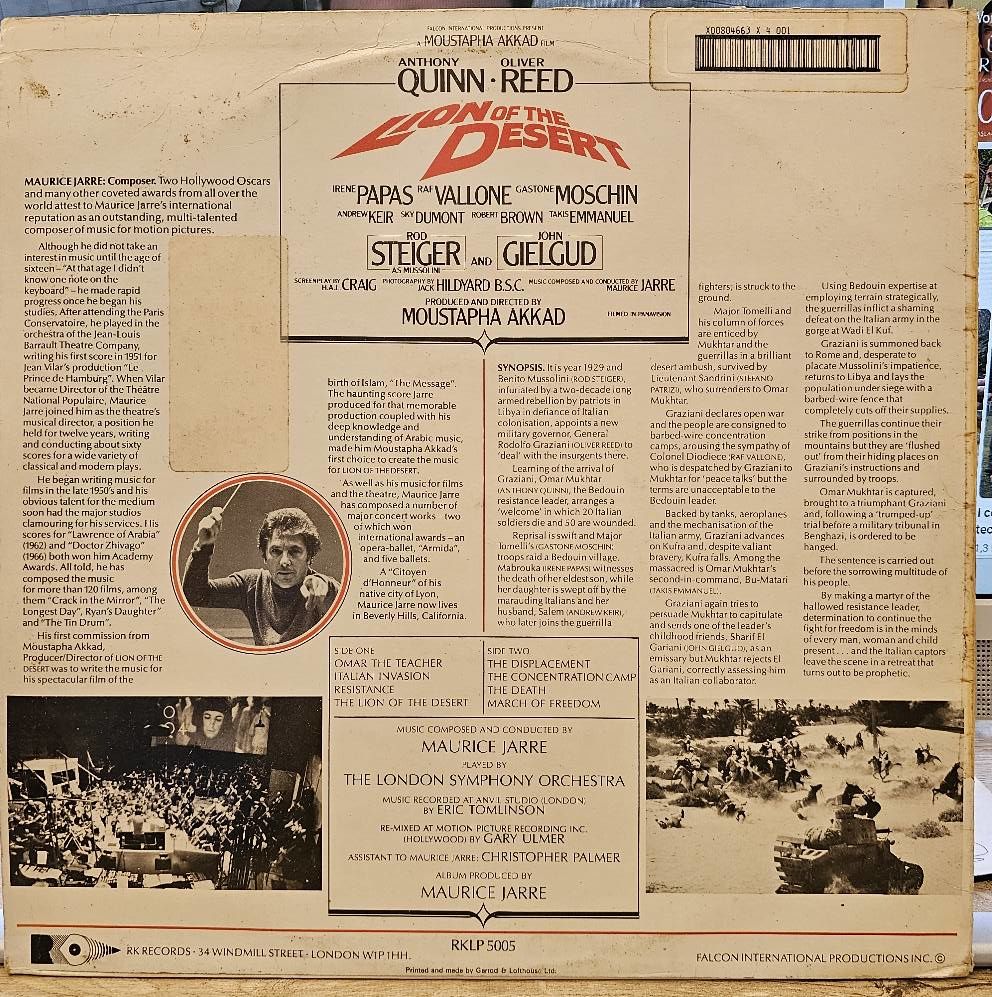 FALCON INTERNATIONAL PRODUCTIONS PRESENT
A MOUSTAPHA AKKAD FILM
ANTHONY OLIVER
QUINN · REED
LION OF THE
DESERT
IRENE PAPAS RAF VALLONE GASTONE MOSCHIN
ANDREW KEIR SKY DUMONT ROBERT BROWN TAKIS EMMANUEL
ROD JOHN
STEIGER AND GIELGUD
AS MUSSOLINI
SCREENPLAY BY H.A.L. CRAIG PHOTOGRAPHY BY JACK HILDYARD B.S.C. MUSIC COMPOSED AND CONDUCTED BY MAURICE JARRE
PRODUCED AND DIRECTED BY
MOUSTAPHA AKKAD
FILMED IN PANAVISION
X00804663 X 4 001
MAURICE JARRE: Composer. Two Hollywood Oscars
and many other coveted awards from all over the
world attest to Maurice Jarre's international
reputation as an outstanding, multi-talented
composer of music for motion pictures.
Although he did not take an
interest in music until the age of
sixteen – "At that age I didn't
know one note on the
keyboard" – he made rapid
progress once he began his
studies. After attending the Paris
Conservatoire, he played in the
orchestra of the Jean-Louis
Barrault Theatre Company,
writing his first score in 1951 for
Jean Vilar's production "Le
Prince de Hamburg". When Vilar
became Director of the Théâtre
National Populaire, Maurice
Jarre joined him as the theatre's
musical director, a position he
held for twelve years, writing
and conducting about sixty
scores for a wide variety of
classical and modern plays.
He began writing music for
films in the late 1950's and his
obvious talent for the medium
soon had the major studios
clamouring for his services. His
scores for "Lawrence of Arabia"
(1962) and "Doctor Zhivago"
(1966) both won him Academy
Awards. All told, he has
composed the music
for more than 120 films, among
them "Crack in the Mirror", "The
Longest Day", Ryan's Daughter"
and "The Tin Drum".
His first commission from
Moustapha Akkad,
Producer/Director of LION OF THE
DESERT was to write the music for
his spectacular film of the
birth of Islam, "The Message".
The haunting score Jarre
produced for that memorable
production coupled with his
deep knowledge and
understanding of Arabic music,
made him Moustapha Akkad's
first choice to create the music
for LION OF THE DESERT.
As well as his music for films
and the theatre, Maurice Jarre
has composed a number of
major concert works – two
of which won
international awards – an
opera-ballet, "Armida",
and five ballets.
A "Citoyen
d'Honneur" of his
native city of Lyon,
Maurice Jarre now lives
in Beverly Hills, California.
SYNOPSIS. It is year 1929 and
Benito Mussolini (ROD STEIGER),
infuriated by a two-decade long
armed rebellion by patriots in
Libya in defiance of Italian
colonisation, appoints a new
military governor, General
Rodolfo Graziani (OLIVER REED) to
'deal' with the insurgents there.
Learning of the arrival of
Graziani, Omar Mukhtar
(ANTHONY QUINN), the Bedouin
resistance leader, arranges a
'welcome' in which 20 Italian
soldiers die and 50 are wounded.
Reprisal is swift and Major
Tomelli's (GASTONE MOSCHIN)
troops raid a Bedouin village.
Mabrouka (IRENE PAPAS) witnesses
the death of her eldest son, while
her daughter is swept off by the
marauding Italians and her
husband, Salem (ANDREW KEIR),
who later joins the guerrilla
fighters, is struck to the
ground.
Major Tomelli and
his column of forces
are enticed by
Mukhtar and the
guerrillas in a brilliant
desert ambush, survived by
Lieutenant Sandrini (STEFANO
PATRIZI), who surrenders to Omar
Mukhtar.
Graziani declares open war
and the people are consigned to
barbed-wire concentration
camps, arousing the sympathy of
Colonel Diodiece (RAF VALLONE),
who is despatched by Graziani to
Mukhtar for 'peace talks' but the
terms are unacceptable to the
Bedouin leader.
Backed by tanks, aeroplanes
and the mechanisation of the
Italian army, Graziani advances
on Kufra and, despite valiant
bravery, Kufra falls. Among the
massacred is Omar Mukhtar's
second-in-command, Bu-Matari
(TAKIS EMMANUEL).
Graziani again tries to
persuade Mukhtar to capitulate
and sends one of the leader's
childhood friends, Sharif El
Gariani (JOHN GIELGUD), as an
emissary but Mukhtar rejects El
Gariani, correctly assessing him
as an Italian collaborator.
Using Bedouin expertise at
employing terrain strategically,
the guerrillas inflict a shaming
defeat on the Italian army in the
gorge at Wadi El Kuf.
Graziani is summoned back
to Rome and, desperate to
placate Mussolini's impatience,
returns to Libya and lays the
population under siege with a
barbed-wire fence that
completely cuts off their supplies.
The guerrillas continue their
strike from positions in the
mountains but they are 'flushed
out' from their hiding places on
Graziani's instructions and
surrounded by troops.
Omar Mukhtar is captured,
brought to a triumphant Graziani
and, following a 'trumped-up'
trial before a military tribunal in
Benghazi, is ordered to be
hanged.
The sentence is carried out
before the sorrowing multitude of
his people.
By making a martyr of the
hallowed resistance leader,
determination to continue the
fight for freedom is in the minds
of every man, woman and child
present . . . and the Italian captors
leave the scene in a retreat that
turns out to be prophetic.
SIDE ONE
OMAR THE TEACHER
ITALIAN INVASION
RESISTANCE
THE LION OF THE DESERT
SIDE TWO
THE DISPLACEMENT
THE CONCENTRATION CAMP
THE DEATH
MARCH OF FREEDOM
MUSIC COMPOSED AND CONDUCTED BY
MAURICE JARRE
PLAYED BY
THE LONDON SYMPHONY ORCHESTRA
MUSIC RECORDED AT ANVIL STUDIO (LONDON)
BY ERIC TOMLINSON
RE-MIXED AT MOTION PICTURE RECORDING INC.
(HOLLYWOOD) BY GARY ULMER
ASSISTANT TO MAURICE JARRE: CHRISTOPHER PALMER
ALBUM PRODUCED BY
MAURICE JARRE
RK RECORDS · 34 WINDMILL STREET · LONDON W1P 1HH.
RKLP 5005
FALCON INTERNATIONAL PRODUCTIONS INC. ©
Printed and made by Garrod & Lofthouse Ltd.